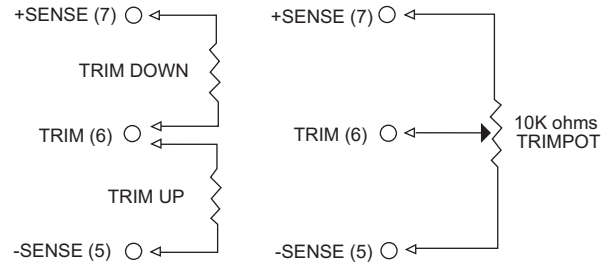 +SENSE (7)
TRIM DOWN
TRIM (6)
TRIM UP
-SENSE (5)
+SENSE (7)
TRIM (6)
10K ohms
TRIMPOT
-SENSE (5)